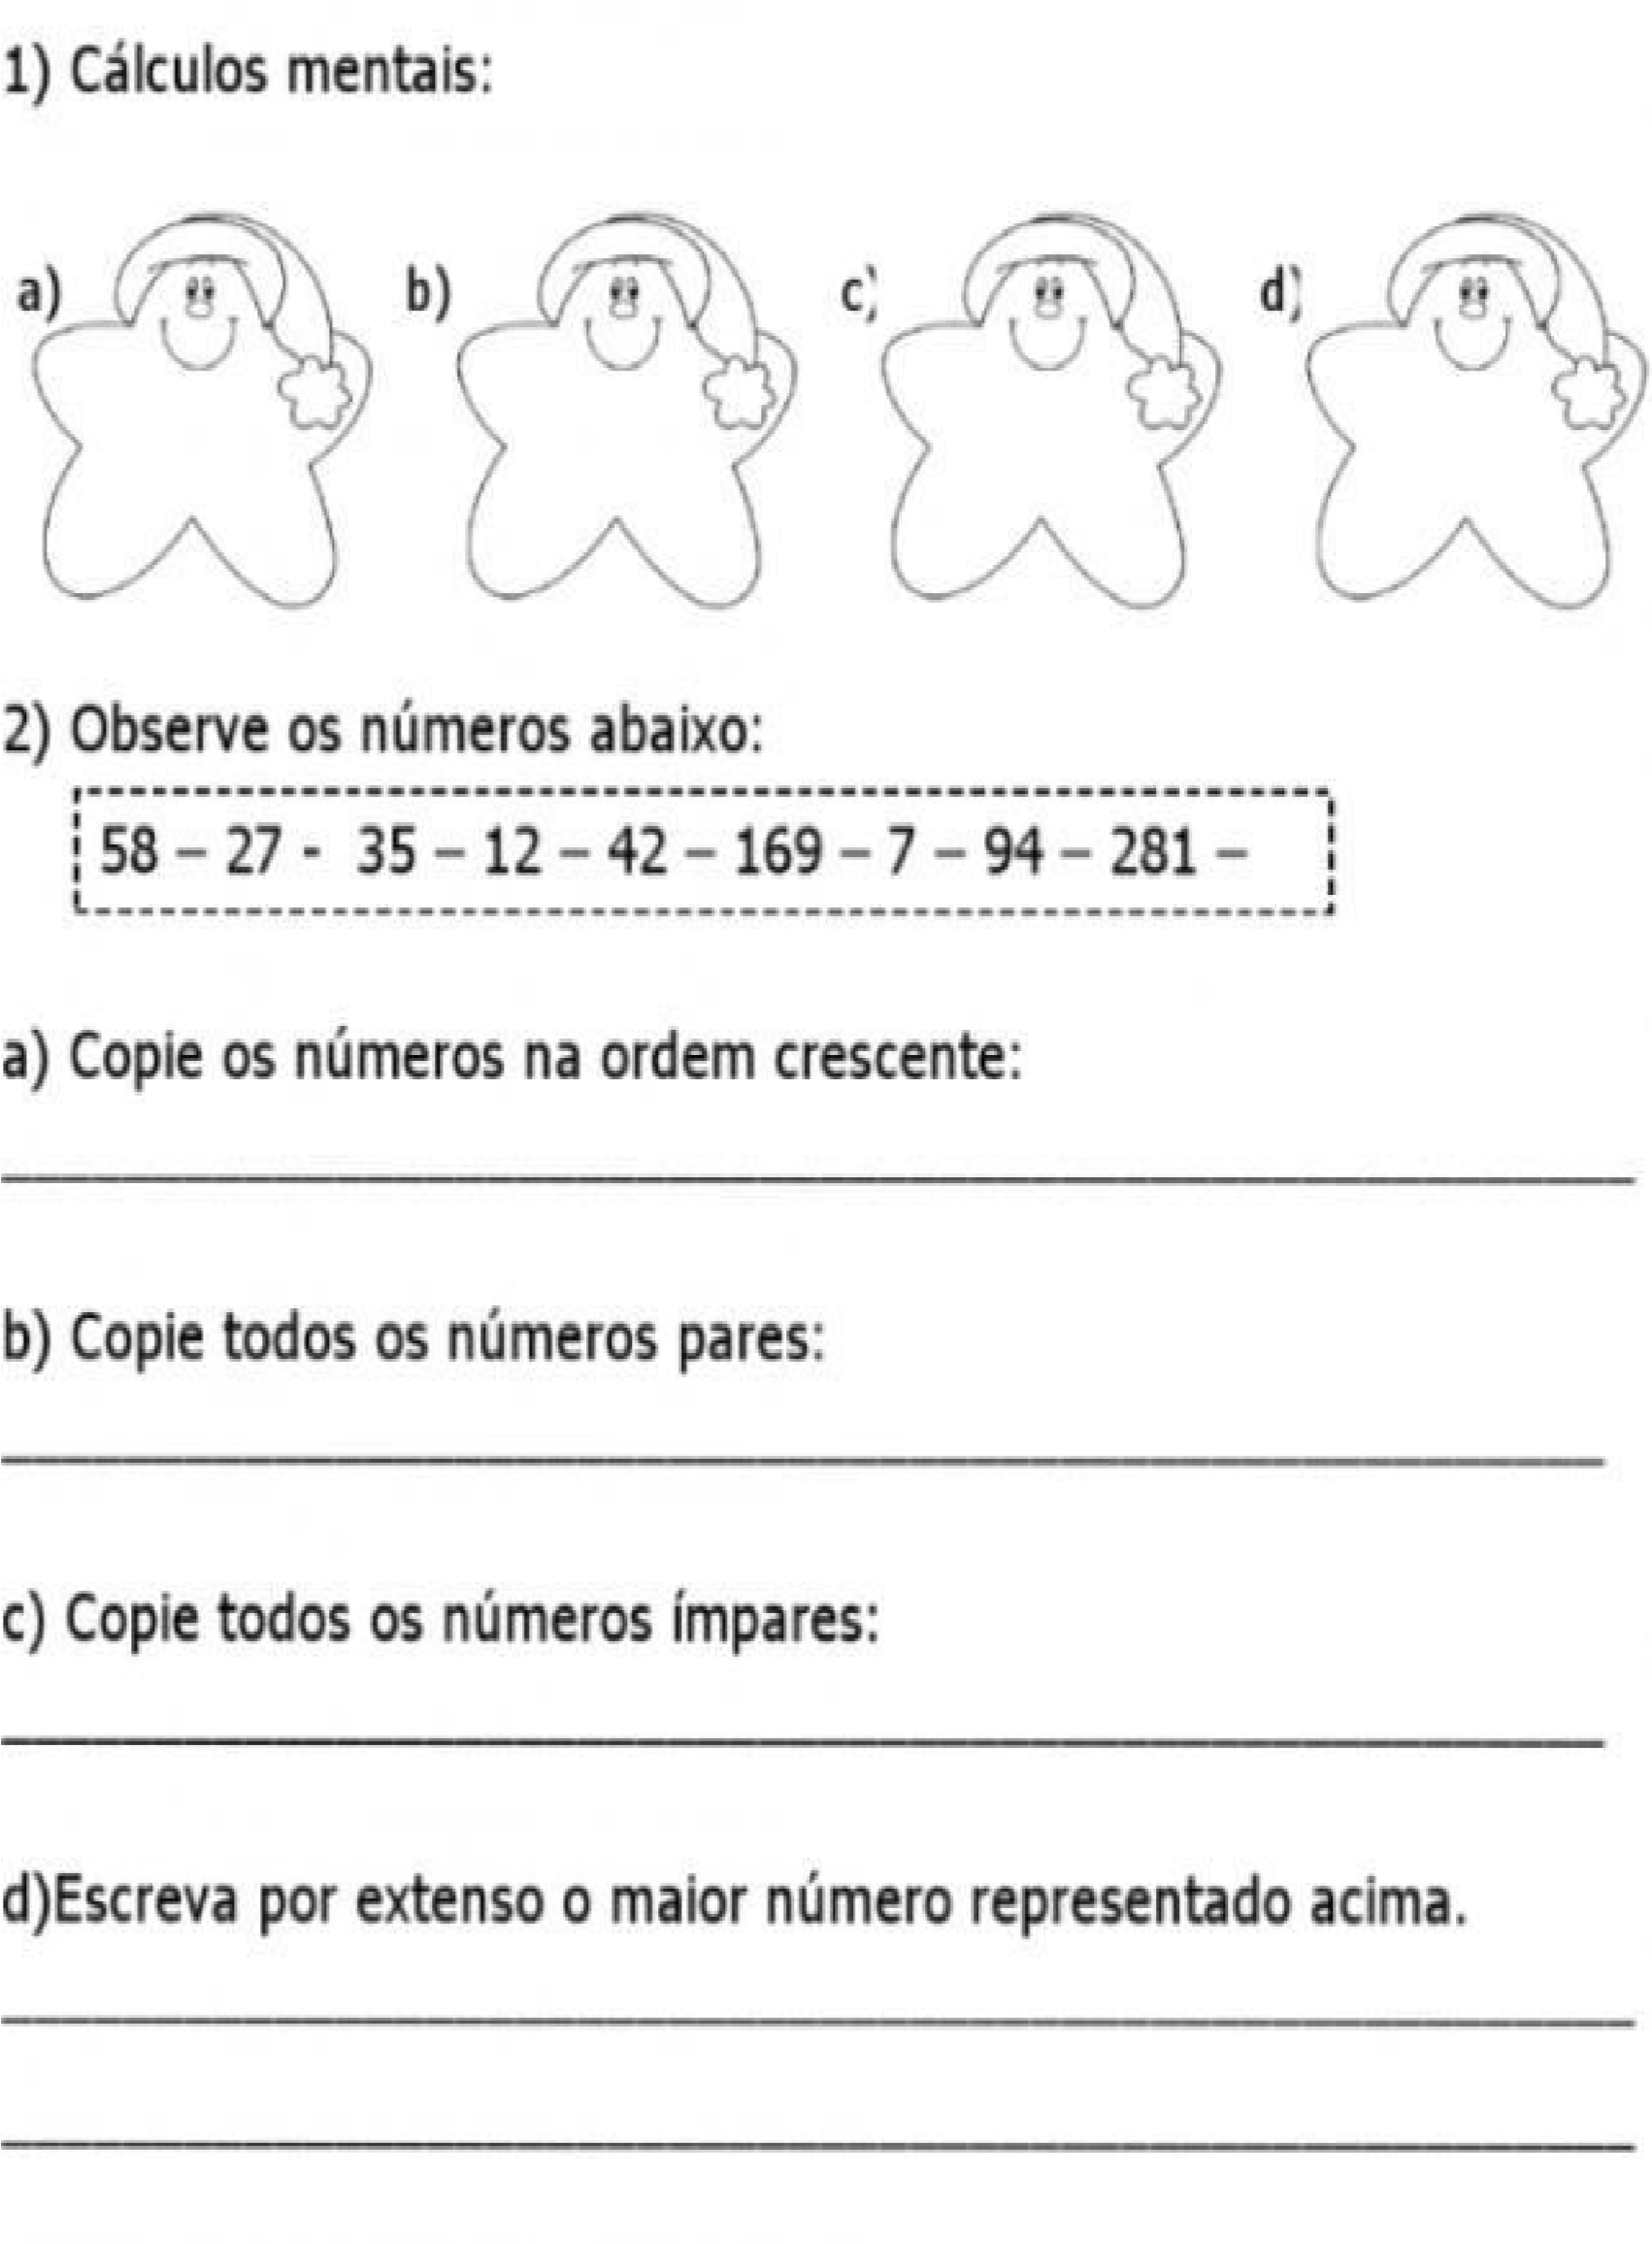 1) Cálculos mentais:
a) b) c) d)
2) Observe os números abaixo:
58 – 27 - 35 – 12 – 42 – 169 – 7 – 94 – 281 –
a) Copie os números na ordem crescente:
b) Copie todos os números pares:
c) Copie todos os números ímpares:
d)Escreva por extenso o maior número representado acima.